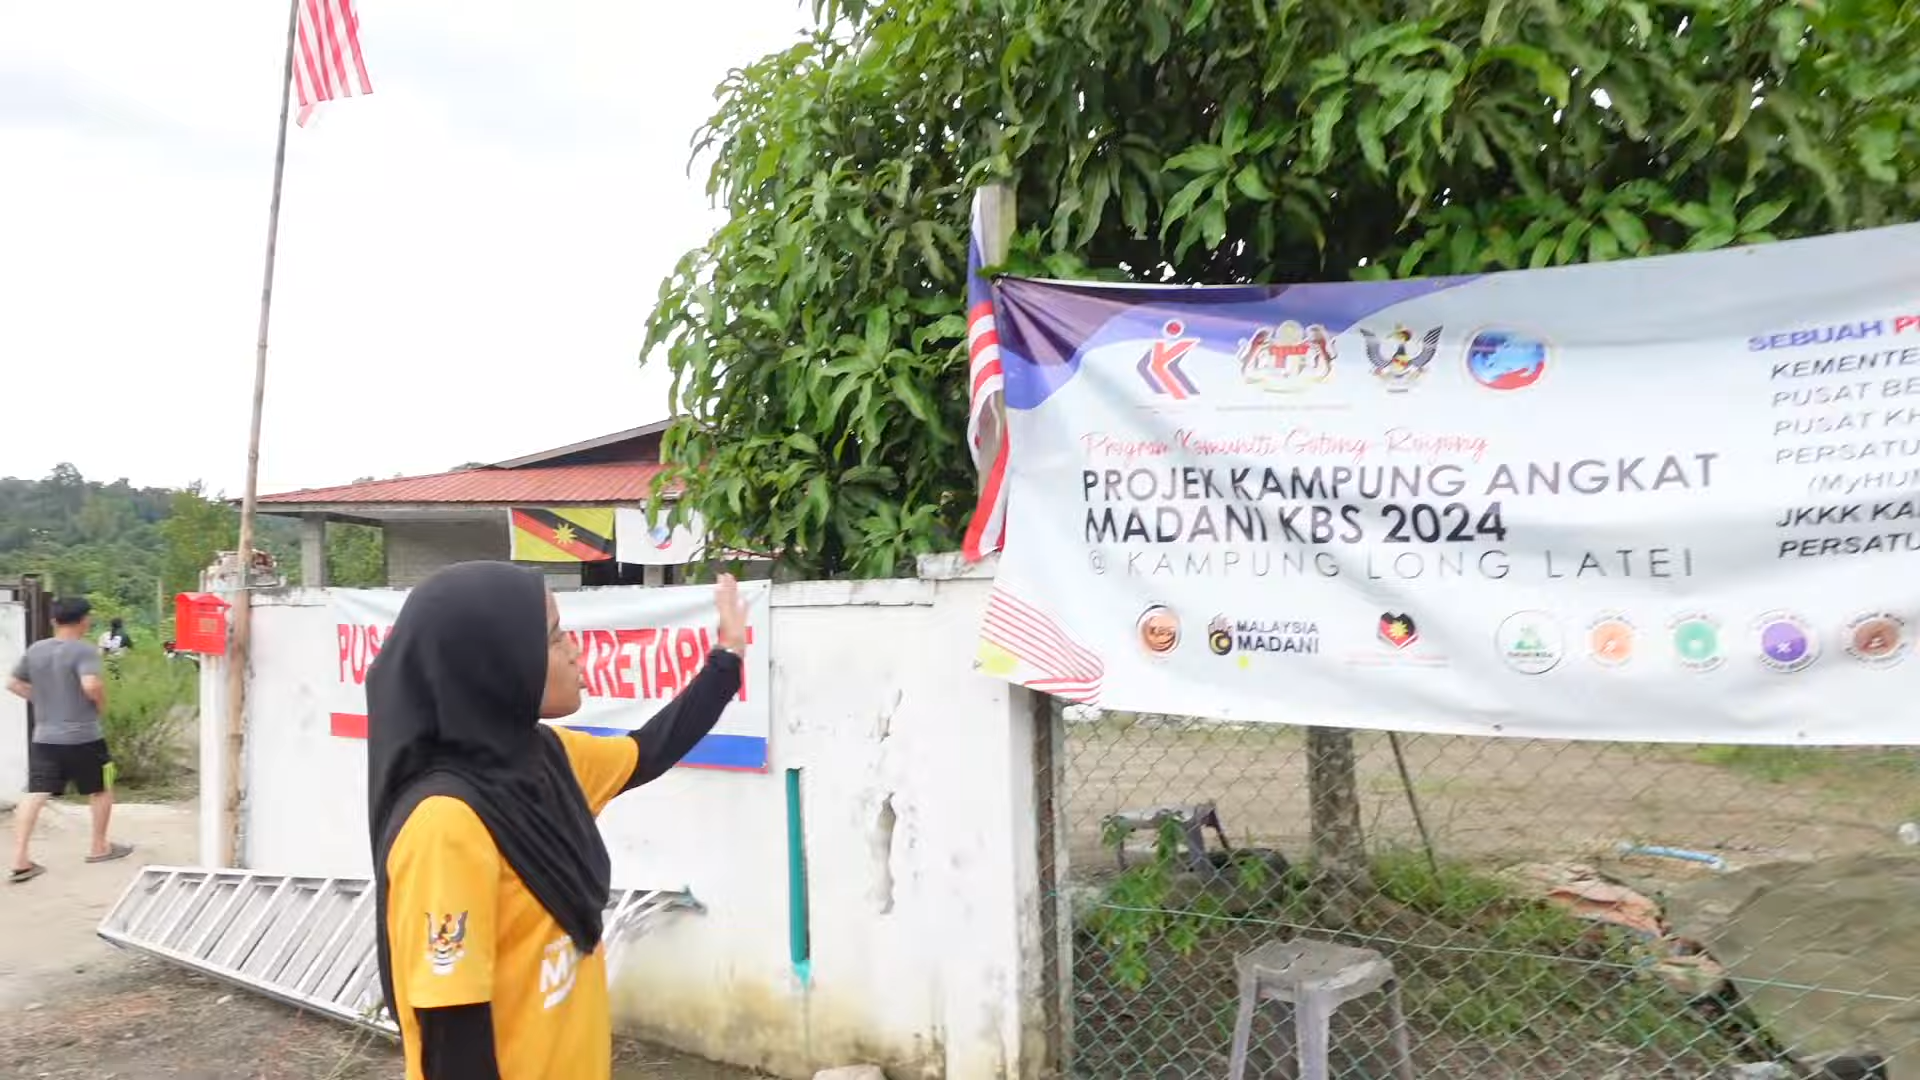 Program Komuniti Gotong-Royong
PROJEK KAMPUNG ANGKAT
MADANI KBS 2024
@ KAMPUNG LONG LATEI
SEBUAH
KEMENTE
PUSAT BE
PUSAT KH
PERSATU
(MyHUM
JKKK KA
PERSATU
KBS
MALAYSIA
MADANI
PUS KRETARIAT
M